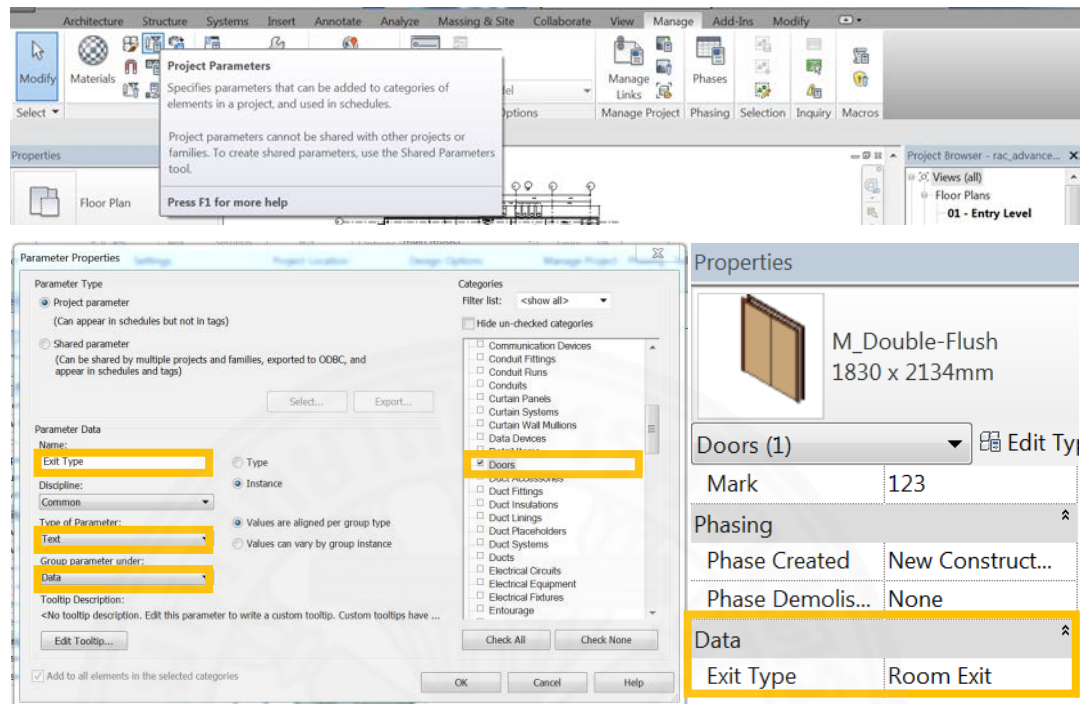 Architecture Structure Systems Insert Annotate Analyze Massing & Site Collaborate View Manage Add-Ins Modify
Modify
Materials
Manage
Links
Phases
Select
Manage Project Phasing Selection Inquiry Macros
Project Parameters
Specifies parameters that can be added to categories of
elements in a project, and used in schedules.
Project parameters cannot be shared with other projects or
families. To create shared parameters, use the Shared Parameters
tool.
Press F1 for more help
Properties
Floor Plan
Project Browser - rac_advance...
Views (all)
Floor Plans
01 - Entry Level
Parameter Properties
Parameter Type
Project parameter
(Can appear in schedules but not in tags)
Shared parameter
(Can be shared by multiple projects and families, exported to ODBC, and
appear in schedules and tags)
Select... Export...
Parameter Data
Name:
Exit Type
Type
Discipline:
Instance
Common
Type of Parameter:
Values are aligned per group type
Text
Values can vary by group instance
Group parameter under:
Data
Tooltip Description:
<No tooltip description. Edit this parameter to write a custom tooltip. Custom tooltips have ...
Edit Tooltip...
Add to all elements in the selected categories
Categories
Filter list: <show all>
Hide un-checked categories
Communication Devices
Conduit Fittings
Conduit Runs
Conduits
Curtain Panels
Curtain Systems
Curtain Wall Mullions
Data Devices
Doors
Duct Fittings
Duct Insulations
Duct Linings
Duct Placeholders
Duct Systems
Ducts
Electrical Circuits
Electrical Equipment
Electrical Fixtures
Entourage
Check All Check None
OK Cancel Help
Properties
M_Double-Flush
1830 x 2134mm
Doors (1) Edit Ty
Mark 123
Phasing
Phase Created New Construct...
Phase Demolis... None
Data
Exit Type Room Exit